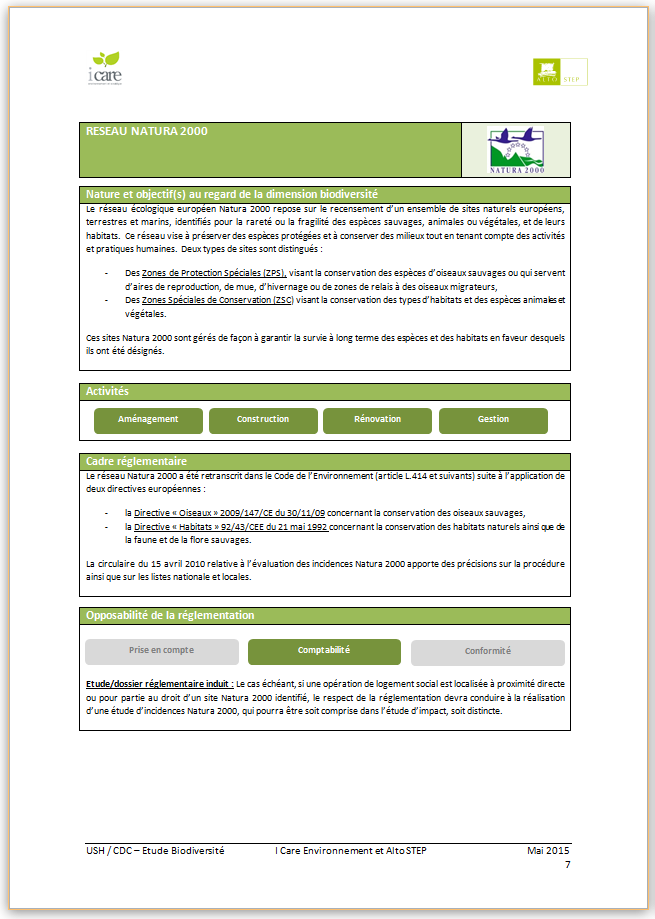 i care
ALTO STEP
RESEAU NATURA 2000
NATURA 2000
Nature et objectif(s) au regard de la dimension biodiversité
Le réseau écologique européen Natura 2000 repose sur le recensement d’un ensemble de sites naturels européens,
terrestres et marins, identifiés pour la rareté ou la fragilité des espèces sauvages, animales ou végétales, et de leurs
habitats. Ce réseau vise à préserver des espèces protégées et à conserver des milieux tout en tenant compte des activités
et pratiques humaines. Deux types de sites sont distingués :
- Des Zones de Protection Spéciales (ZPS), visant la conservation des espèces d’oiseaux sauvages ou qui servent
d’aires de reproduction, de mue, d’hivernage ou de zones de relais à des oiseaux migrateurs,
- Des Zones Spéciales de Conservation (ZSC) visant la conservation des types d’habitats et des espèces animales et
végétales.
Ces sites Natura 2000 sont gérés de façon à garantir la survie à long terme des espèces et des habitats en faveur desquels
ils ont été désignés.
Activités
Aménagement Construction Rénovation Gestion
Cadre réglementaire
Le réseau Natura 2000 a été retranscrit dans le Code de l’Environnement (article L.414 et suivants) suite à l’application de
deux directives européennes :
- la Directive « Oiseaux » 2009/147/CE du 30/11/09 concernant la conservation des oiseaux sauvages,
- la Directive « Habitats » 92/43/CEE du 21 mai 1992 concernant la conservation des habitats naturels ainsi que de
la faune et de la flore sauvages.
La circulaire du 15 avril 2010 relative à l’évaluation des incidences Natura 2000 apporte des précisions sur la procédure
ainsi que sur les listes nationale et locales.
Opposabilité de la réglementation
Prise en compte Comptabilité Conformité
Etude/dossier réglementaire induit : Le cas échéant, si une opération de logement social est localisée à proximité directe
ou pour partie au droit d’un site Natura 2000 identifié, le respect de la réglementation devra conduire à la réalisation
d’une étude d’incidences Natura 2000, qui pourra être soit comprise dans l’étude d’impact, soit distincte.
USH / CDC – Etude Biodiversité I Care Environnement et Alto STEP Mai 2015
7